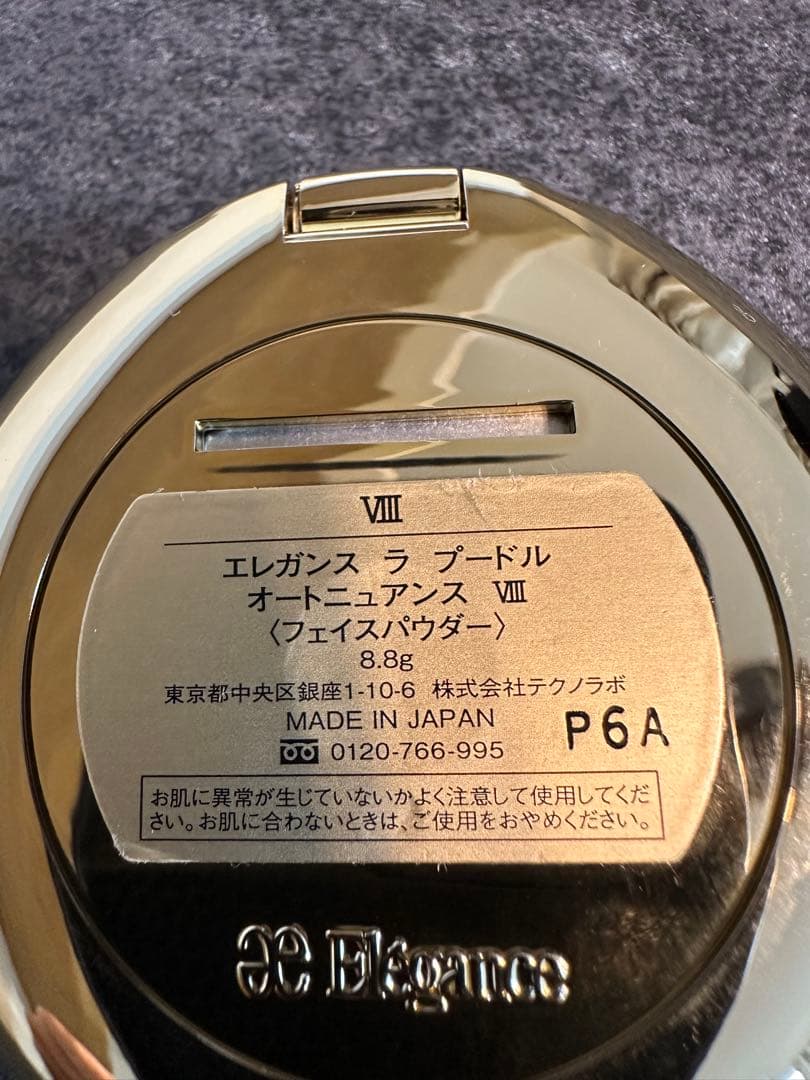 VIII
エレガンス ラ プードル
オートニュアンス VIII
〈フェイスパウダー〉
8.8g
東京都中央区銀座1-10-6 株式会社テクノラボ
MADE IN JAPAN
0120-766-995
P6A
お肌に異常が生じていないかよく注意して使用してくだ
さい。お肌に合わないときは、ご使用をおやめください。
æ Elégance